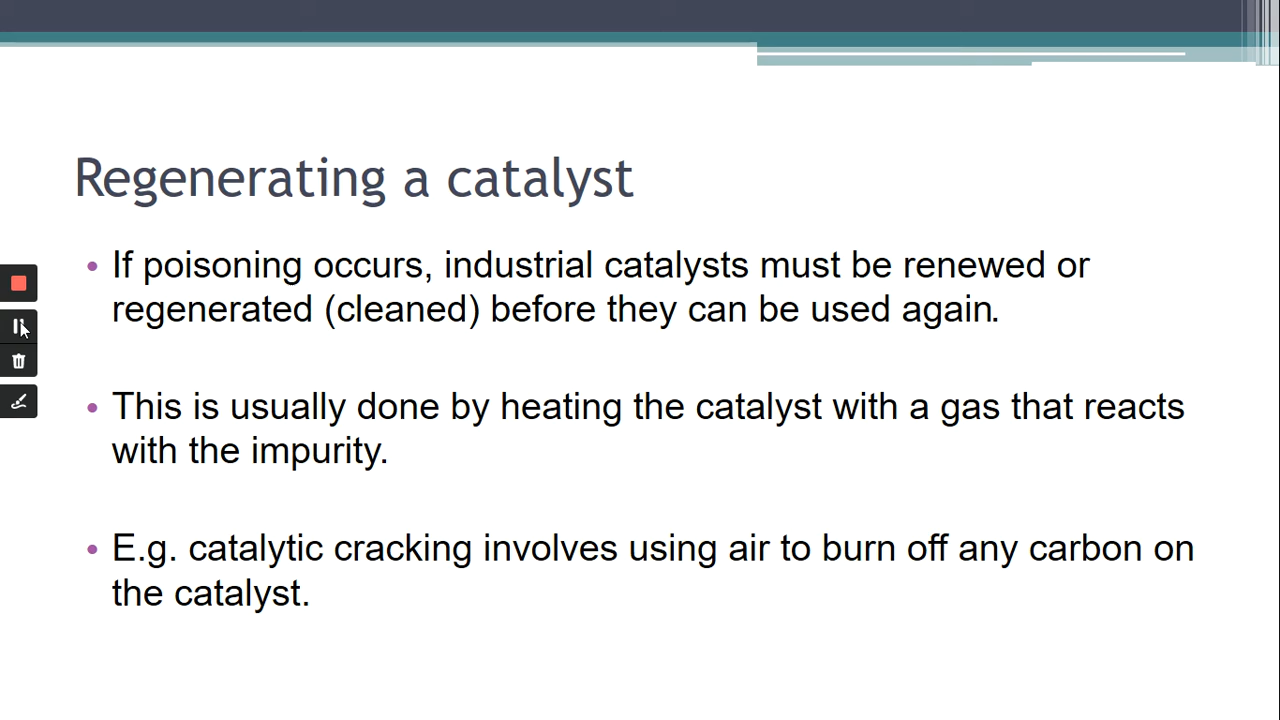 Regenerating a catalyst
• If poisoning occurs, industrial catalysts must be renewed or
regenerated (cleaned) before they can be used again.
• This is usually done by heating the catalyst with a gas that reacts
with the impurity.
• E.g. catalytic cracking involves using air to burn off any carbon on
the catalyst.